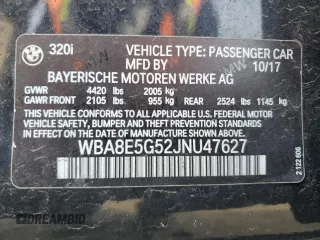 320i VEHICLE TYPE: PASSENGER CAR
MFD BY 10/17
BAYERISCHE MOTOREN WERKE AG
GVWR 4420 lbs 2005 kg
GAWR FRONT 2105 lbs 955 kg REAR 2524 lbs 1145 kg
THIS VEHICLE CONFORMS TO ALL APPLICABLE U.S. FEDERAL MOTOR
VEHICLE SAFETY, BUMPER, AND THEFT PREVENTION STANDARDS IN
EFFECT ON THE DATE OF MANUFACTURE SHOWN ABOVE.
WBA8E5G52JNU47627
2 122 606
DREAMBID